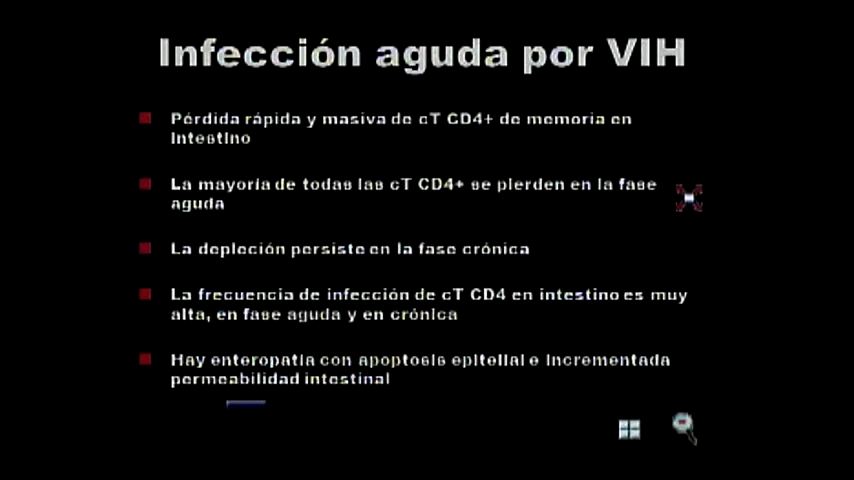 Infección aguda por VIH
Pérdida rápida y masiva de cT CD4+ de memoria en
intestino
La mayoría de todas las cT CD4+ se pierden en la fase
aguda
La depleción persiste en la fase crónica
La frecuencia de infección de cT CD4 en intestino es muy
alta, en fase aguda y en crónica
Hay enteropatía con apoptosis epitelial e incrementada
permeabilidad intestinal